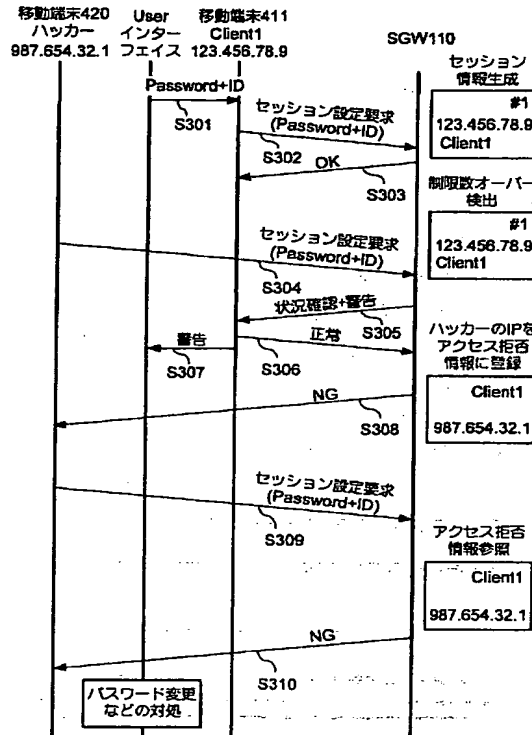 移動端末420
ハッカー
987.654.32.1
User
インター
フェイス
移動端末411
Client1
123.456.78.9
SGW110
Password+ID
S301
セッション設定要求
(Password+ID)
S302
OK
S303
セッション
情報生成
#1
123.456.78.9
Client1
制限数オーバー
検出
#1
123.456.78.9
Client1
セッション設定要求
(Password+ID)
S304
状況確認+警告
S305
警告
S307
正常
S306
ハッカーのIPを
アクセス拒否
情報に登録
Client1
987.654.32.1
NG
S308
セッション設定要求
(Password+ID)
S309
アクセス拒否
情報参照
Client1
987.654.32.1
NG
S310
パスワード変更
などの対処